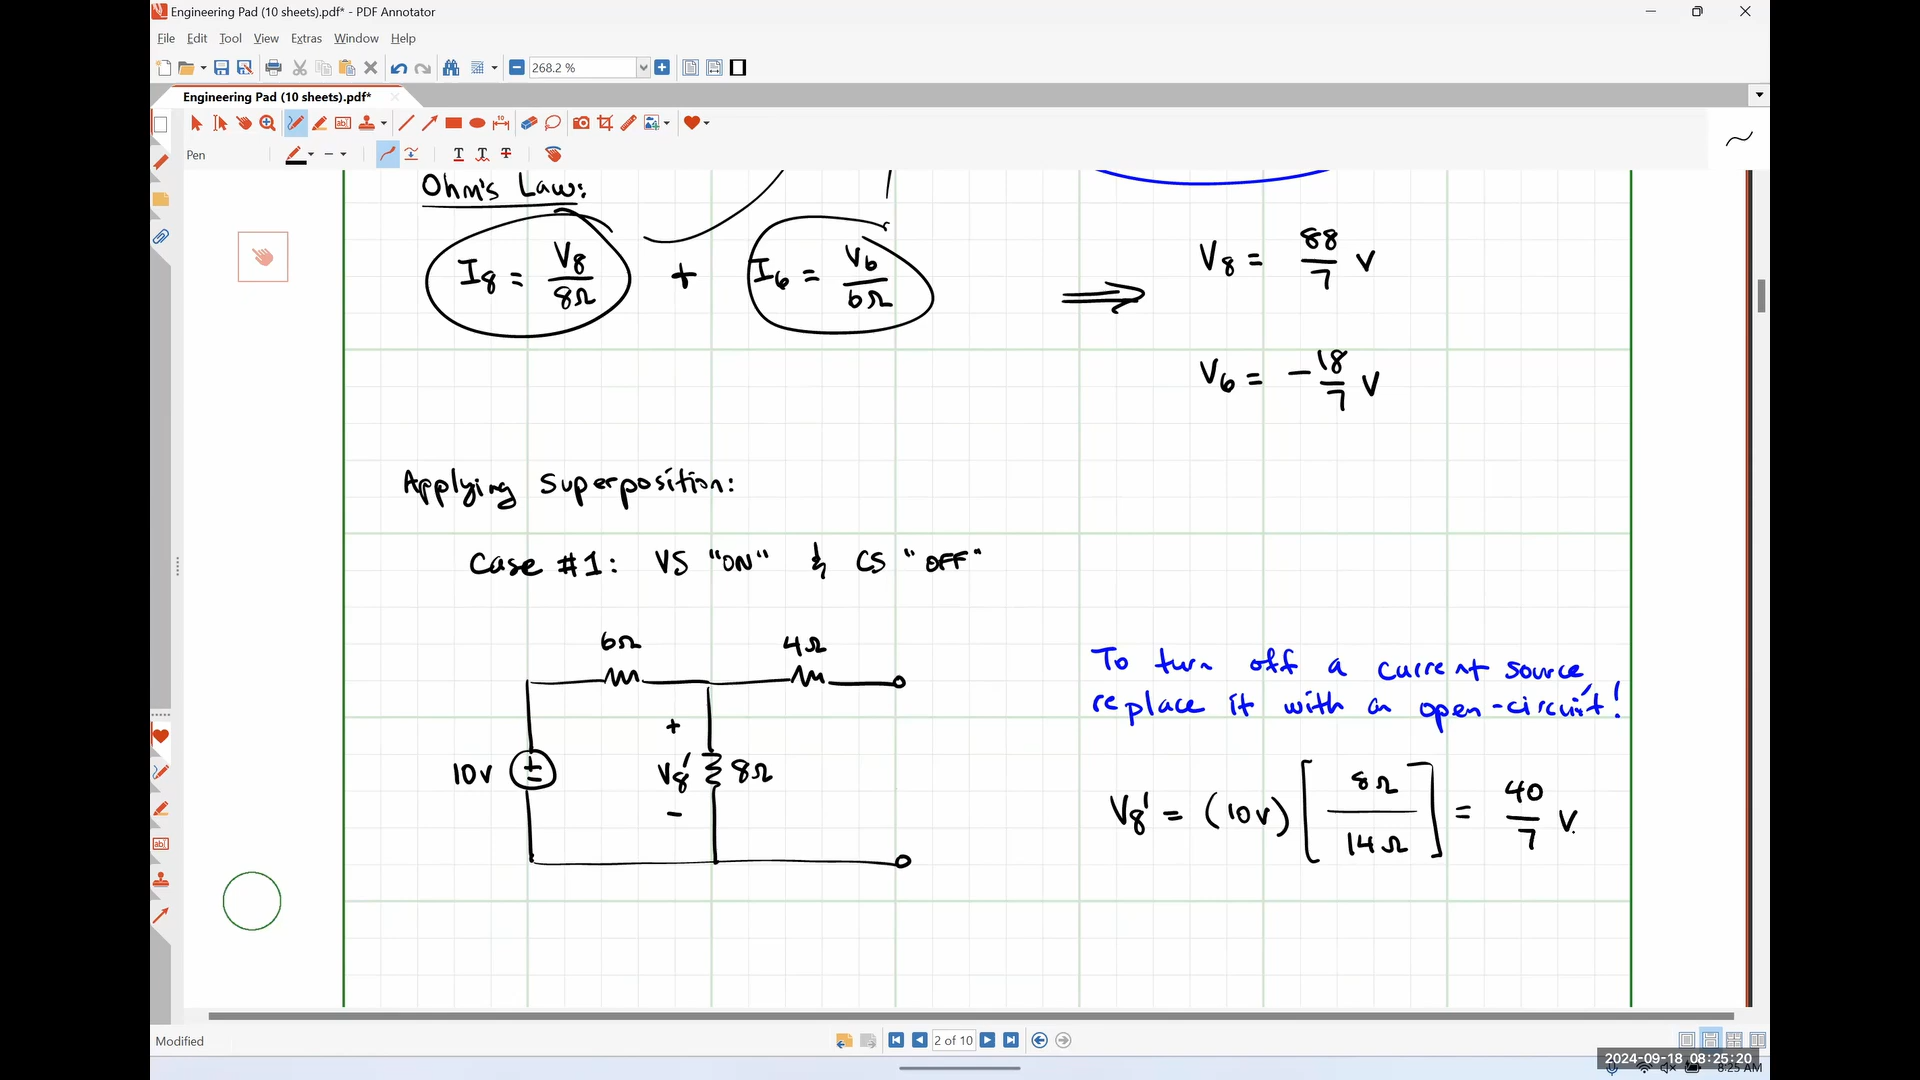 Engineering Pad (10 sheets).pdf* - PDF Annotator
File Edit Tool View Extras Window Help
268.2 %
Engineering Pad (10 sheets).pdf*
Pen
Ohm's Law:
I8 = V8 / 8Ω + I6 = V6 / 6Ω ⟹ V8 = 88/7 V
V6 = -18/7 V
Applying Superposition:
Case #1: VS "ON" & CS "OFF"
6Ω 4Ω
To turn off a current source,
replace it with an open-circuit!
+
10V + - V8' 8Ω
-
V8' = (10V) [ 8Ω / 14Ω ] = 40/7 V.
Modified
2 of 10
2024-09-18 08:25:20
8:25 AM